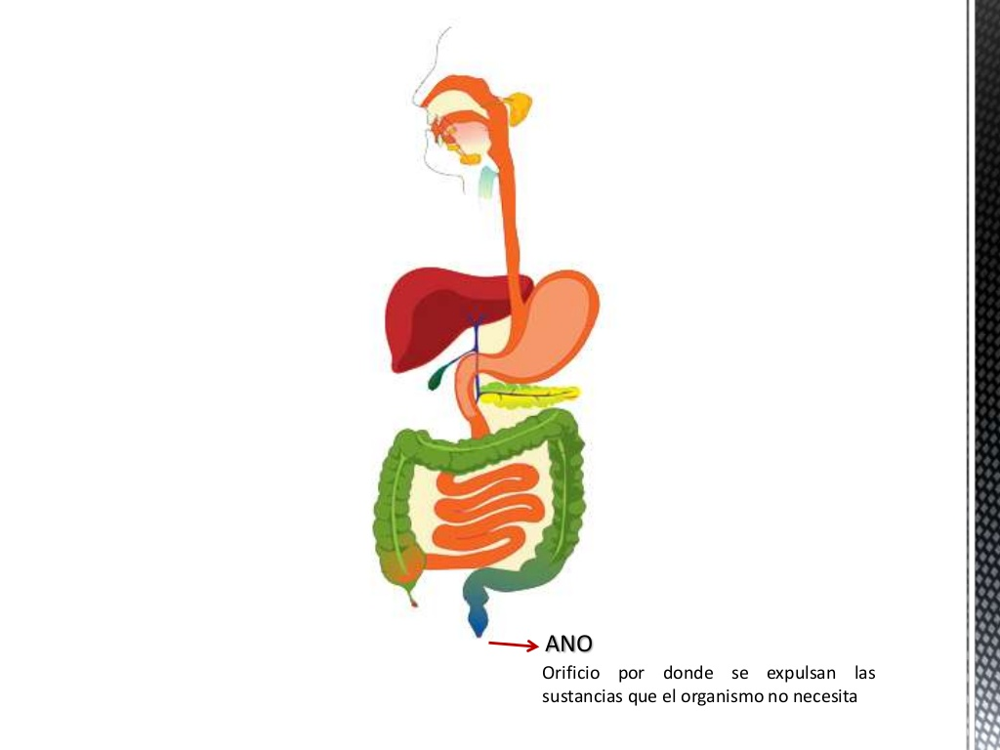 ANO
Orificio por donde se expulsan las
sustancias que el organismo no necesita